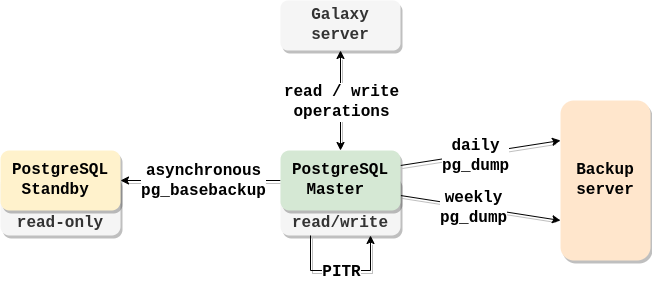 Galaxy
server
read / write
operations
PostgreSQL
Standby
read-only
asynchronous
pg_basebackup
PostgreSQL
Master
read/write
PITR
daily
pg_dump
weekly
pg_dump
Backup
server